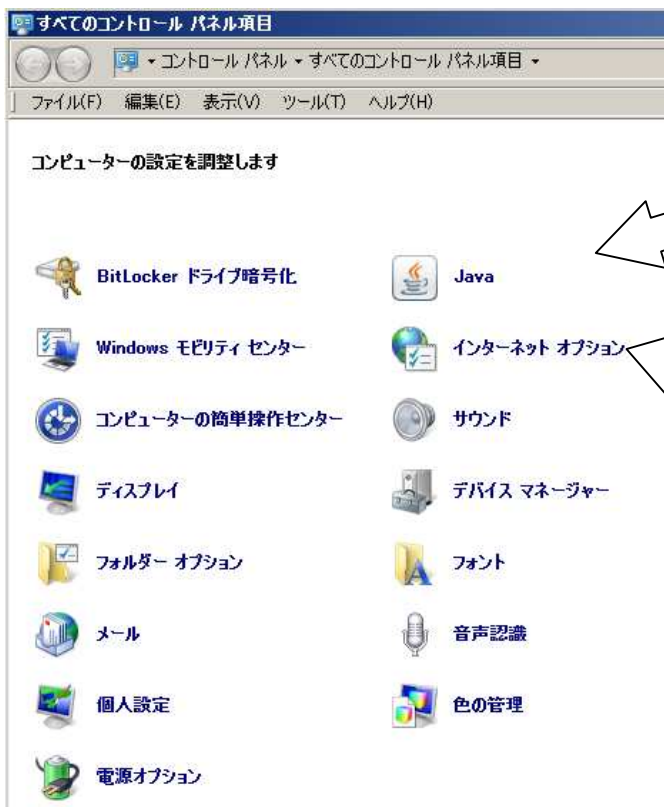 すべてのコントロール パネル項目
コントロール パネル すべてのコントロール パネル項目
ファイル(F) 編集(E) 表示(V) ツール(T) ヘルプ(H)
コンピューターの設定を調整します
BitLocker ドライブ暗号化 Java
Windows モビリティ センター インターネット オプション
コンピューターの簡単操作センター サウンド
ディスプレイ デバイス マネージャー
フォルダー オプション フォント
メール 音声認識
個人設定 色の管理
電源オプション